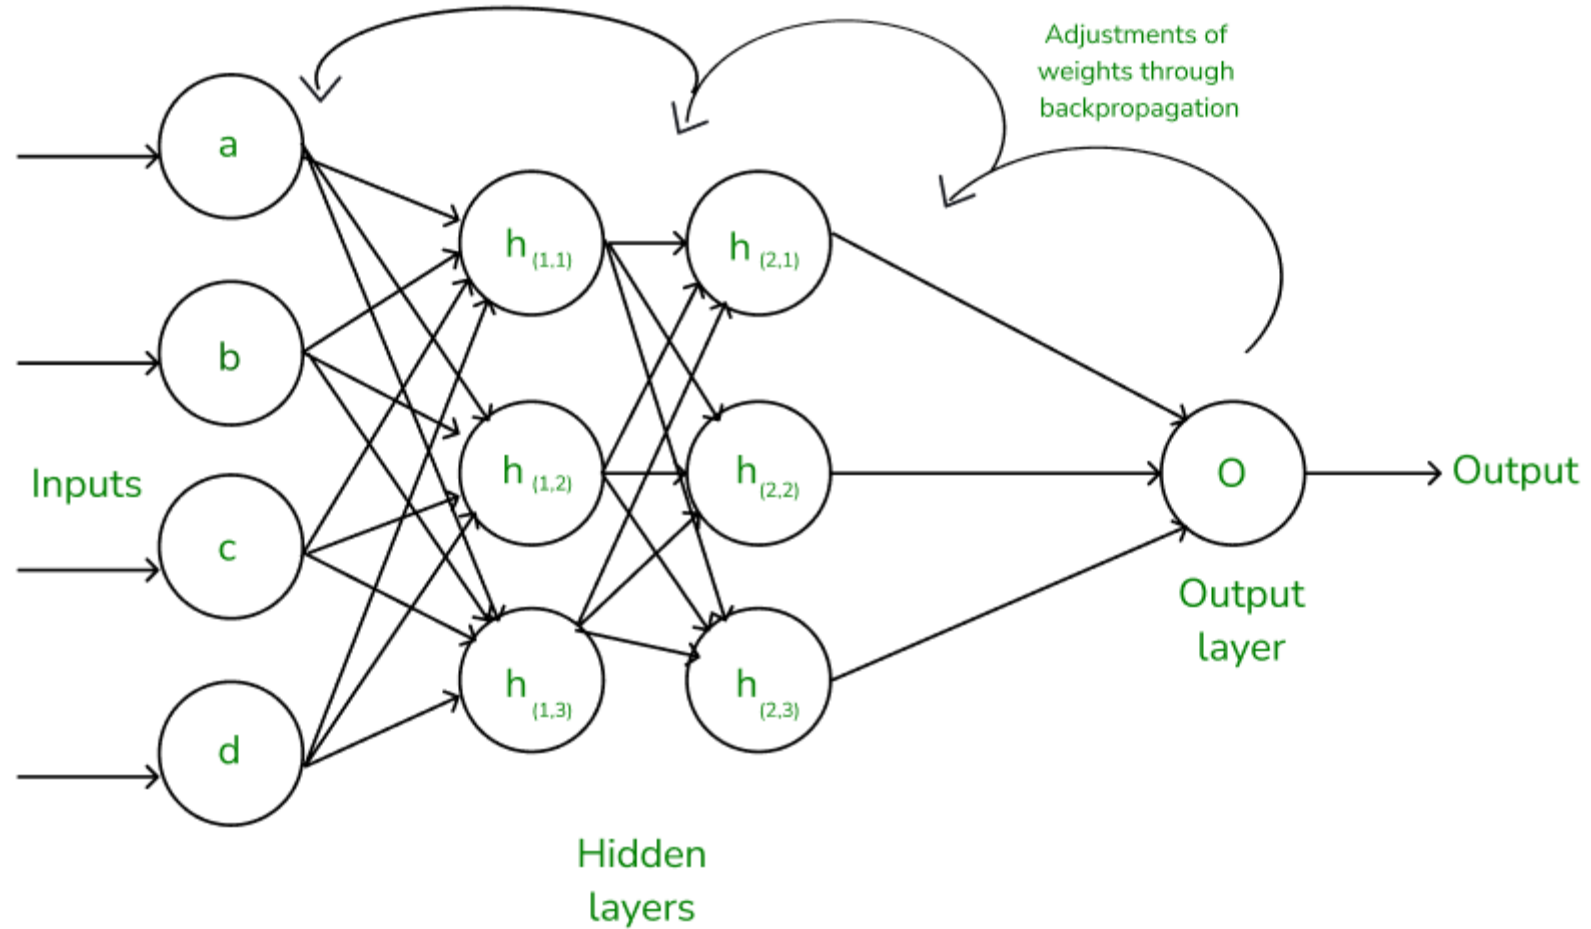 Adjustments of
weights through
backpropagation
a
h (1,1)
h (2,1)
b
Inputs
h (1,2)
h (2,2)
O
Output
c
Output
layer
h (1,3)
h (2,3)
d
Hidden
layers